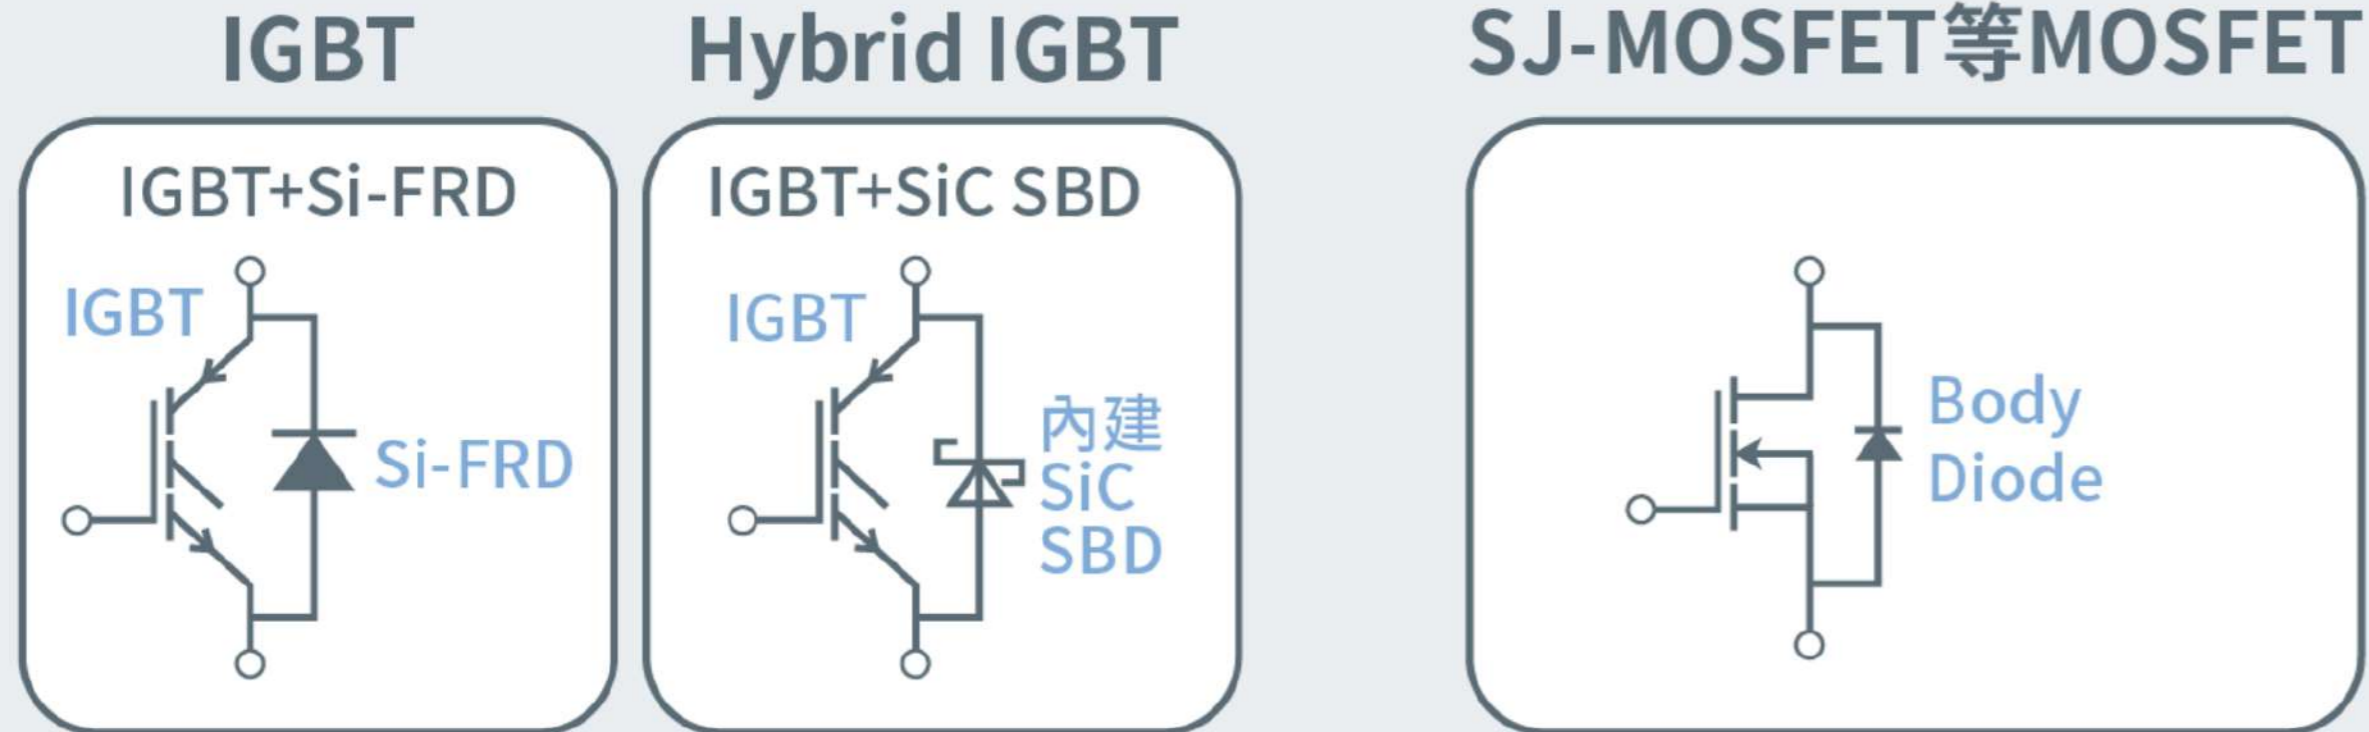 IGBT
Hybrid IGBT
SJ-MOSFET等MOSFET
IGBT+Si-FRD
IGBT
Si-FRD
IGBT+SiC SBD
IGBT
內建
SiC
SBD
Body
Diode